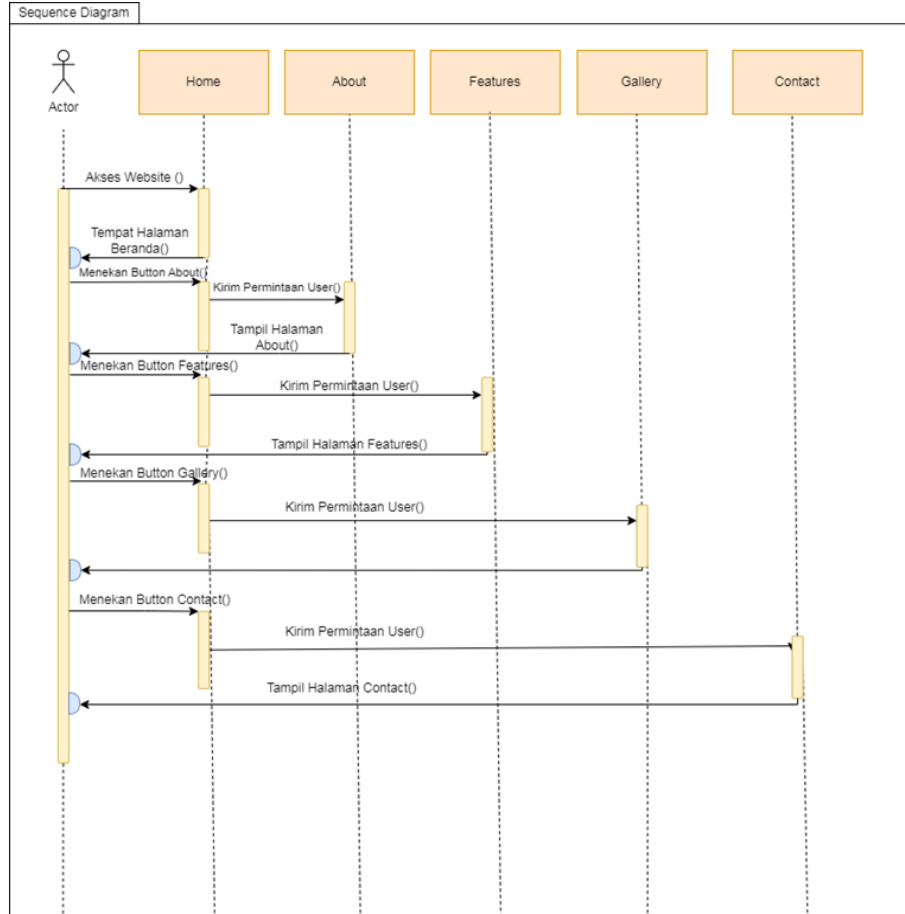 Sequence Diagram
Actor
Home
About
Features
Gallery
Contact
Akses Website ()
Tempat Halaman
Beranda()
Menekan Button About()
Kirim Permintaan User()
Tampil Halaman
About()
Menekan Button Features()
Kirim Permintaan User()
Tampil Halaman Features()
Menekan Button Gallery()
Kirim Permintaan User()
Menekan Button Contact()
Kirim Permintaan User()
Tampil Halaman Contact()